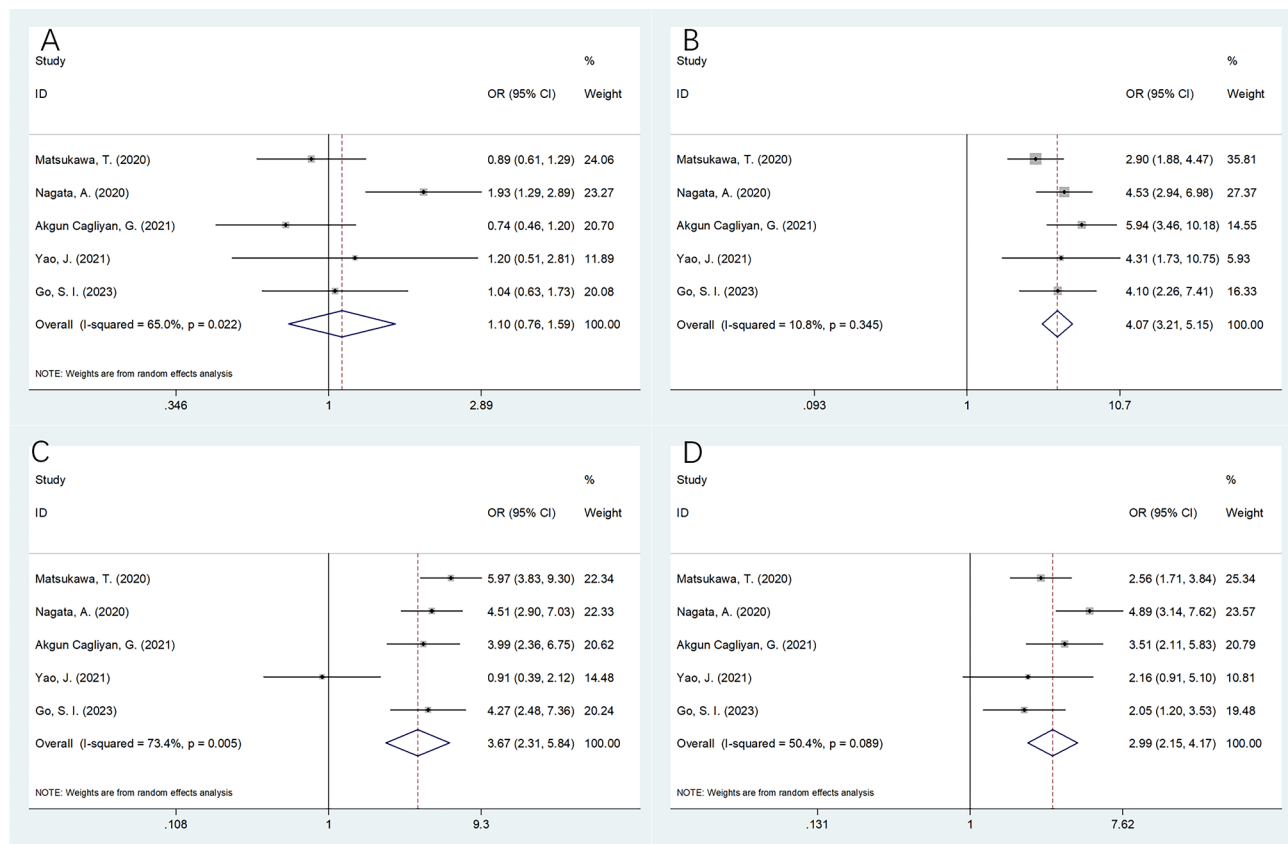 A
Study %
ID OR (95% CI) Weight
Matsukawa, T. (2020) 0.89 (0.61, 1.29) 24.06
Nagata, A. (2020) 1.93 (1.29, 2.89) 23.27
Akgun Cagliyan, G. (2021) 0.74 (0.46, 1.20) 20.70
Yao, J. (2021) 1.20 (0.51, 2.81) 11.89
Go, S. I. (2023) 1.04 (0.63, 1.73) 20.08
Overall (I-squared = 65.0%, p = 0.022) 1.10 (0.76, 1.59) 100.00
NOTE: Weights are from random effects analysis
.346 1 2.89
B
Study %
ID OR (95% CI) Weight
Matsukawa, T. (2020) 2.90 (1.88, 4.47) 35.81
Nagata, A. (2020) 4.53 (2.94, 6.98) 27.37
Akgun Cagliyan, G. (2021) 5.94 (3.46, 10.18) 14.55
Yao, J. (2021) 4.31 (1.73, 10.75) 5.93
Go, S. I. (2023) 4.10 (2.26, 7.41) 16.33
Overall (I-squared = 10.8%, p = 0.345) 4.07 (3.21, 5.15) 100.00
.093 1 10.7
C
Study %
ID OR (95% CI) Weight
Matsukawa, T. (2020) 5.97 (3.83, 9.30) 22.34
Nagata, A. (2020) 4.51 (2.90, 7.03) 22.33
Akgun Cagliyan, G. (2021) 3.99 (2.36, 6.75) 20.62
Yao, J. (2021) 0.91 (0.39, 2.12) 14.48
Go, S. I. (2023) 4.27 (2.48, 7.36) 20.24
Overall (I-squared = 73.4%, p = 0.005) 3.67 (2.31, 5.84) 100.00
NOTE: Weights are from random effects analysis
.108 1 9.3
D
Study %
ID OR (95% CI) Weight
Matsukawa, T. (2020) 2.56 (1.71, 3.84) 25.34
Nagata, A. (2020) 4.89 (3.14, 7.62) 23.57
Akgun Cagliyan, G. (2021) 3.51 (2.11, 5.83) 20.79
Yao, J. (2021) 2.16 (0.91, 5.10) 10.81
Go, S. I. (2023) 2.05 (1.20, 3.53) 19.48
Overall (I-squared = 50.4%, p = 0.089) 2.99 (2.15, 4.17) 100.00
NOTE: Weights are from random effects analysis
.131 1 7.62